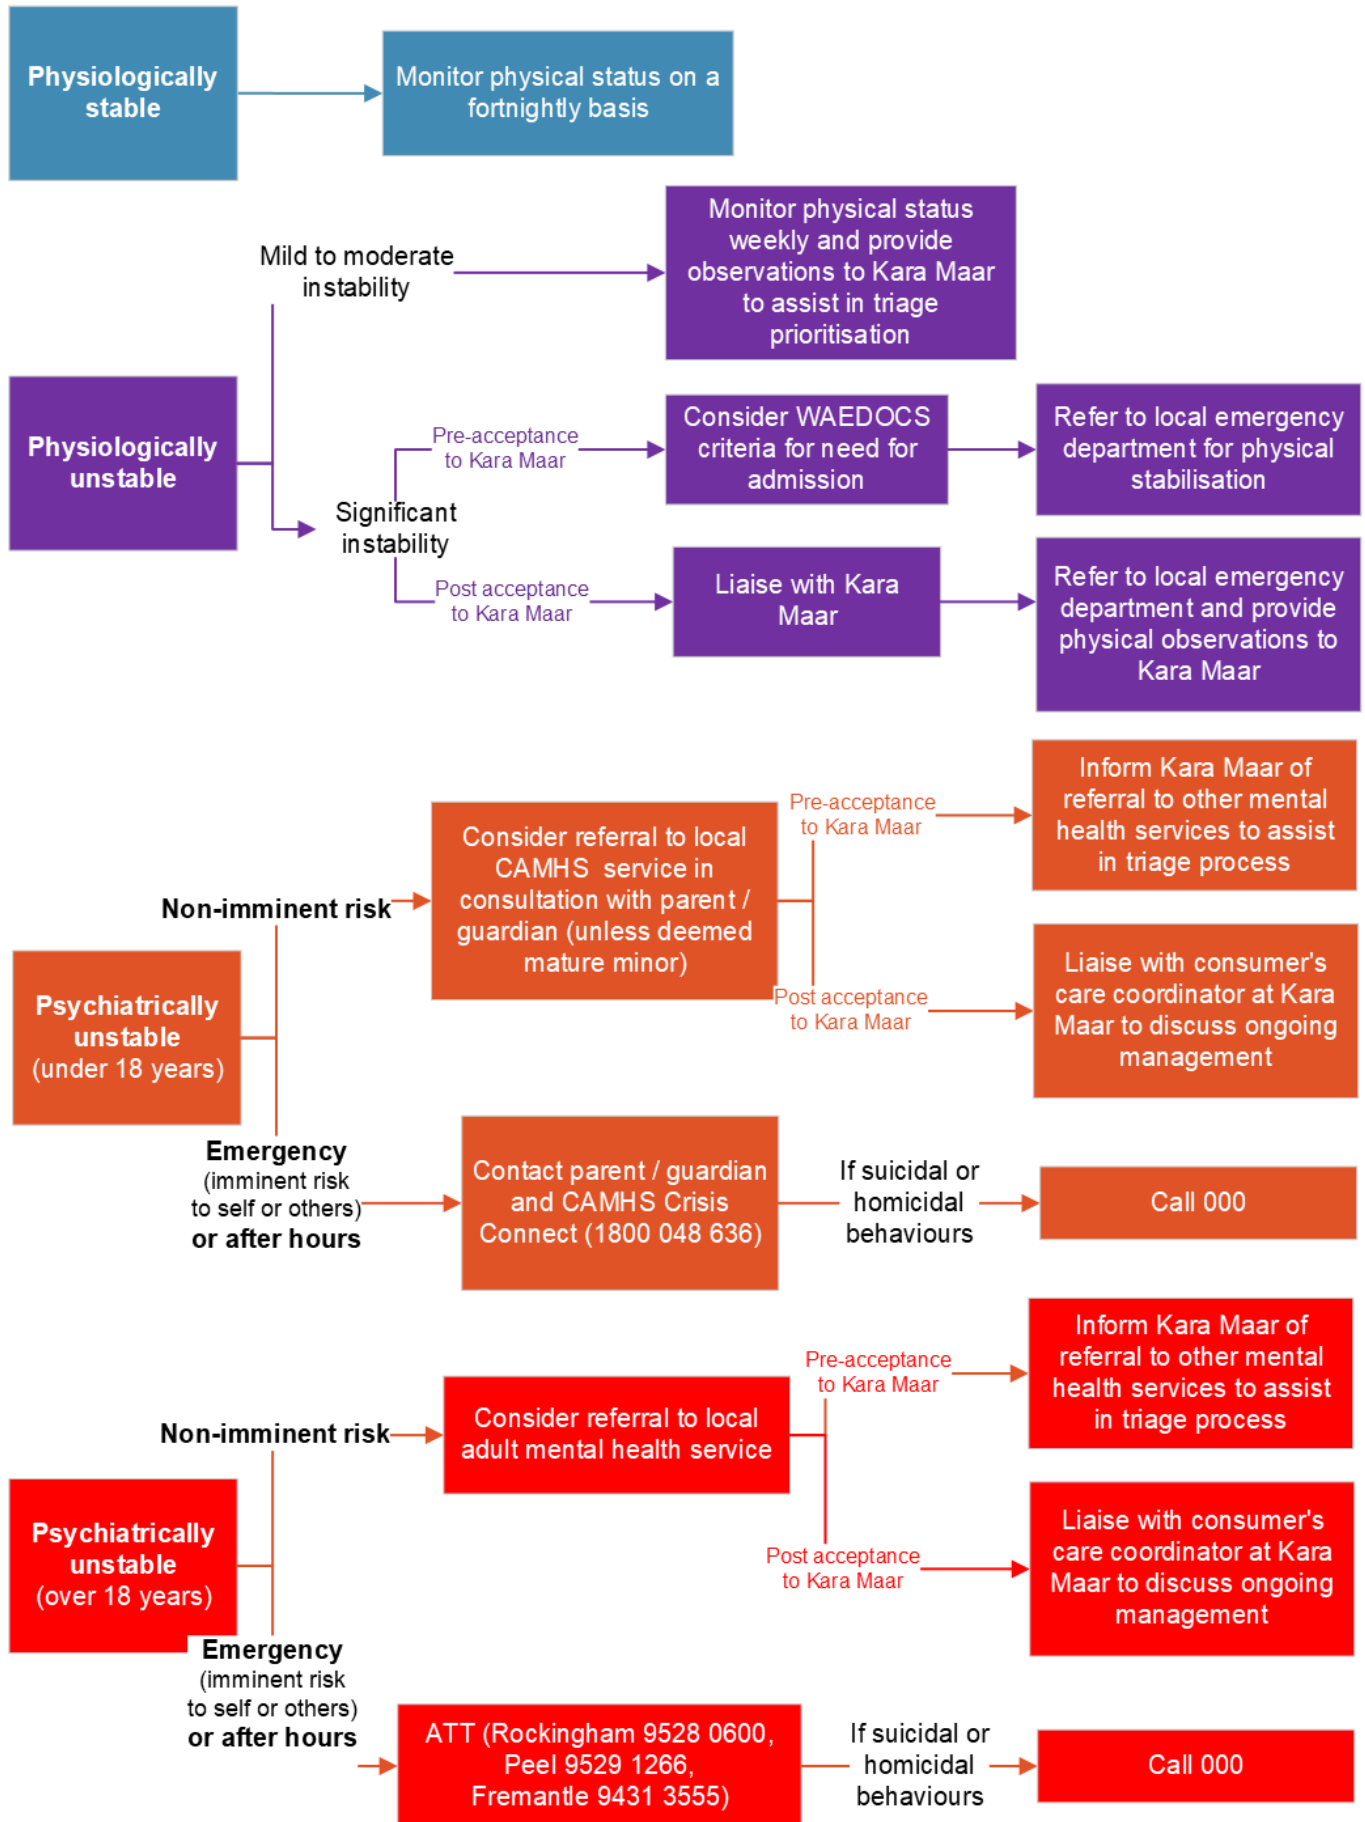 Physiologically
stable
Monitor physical status on a
fortnightly basis
Mild to moderate
instability
Monitor physical status
weekly and provide
observations to Kara Maar
to assist in triage
prioritisation
Physiologically
unstable
Significant
instability
Pre-acceptance
to Kara Maar
Consider WAEDOCS
criteria for need for
admission
Refer to local emergency
department for physical
stabilisation
Post acceptance
to Kara Maar
Liaise with Kara
Maar
Refer to local emergency
department and provide
physical observations to
Kara Maar
Psychiatrically
unstable
(under 18 years)
Non-imminent risk
Consider referral to local
CAMHS service in
consultation with parent /
guardian (unless deemed
mature minor)
Pre-acceptance
to Kara Maar
Inform Kara Maar of
referral to other mental
health services to assist
in triage process
Post acceptance
to Kara Maar
Liaise with consumer's
care coordinator at Kara
Maar to discuss ongoing
management
Emergency
(imminent risk
to self or others)
or after hours
Contact parent / guardian
and CAMHS Crisis
Connect (1800 048 636)
If suicidal or
homicidal
behaviours
Call 000
Psychiatrically
unstable
(over 18 years)
Non-imminent risk
Consider referral to local
adult mental health service
Pre-acceptance
to Kara Maar
Inform Kara Maar of
referral to other mental
health services to assist
in triage process
Post acceptance
to Kara Maar
Liaise with consumer's
care coordinator at Kara
Maar to discuss ongoing
management
Emergency
(imminent risk
to self or others)
or after hours
ATT (Rockingham 9528 0600,
Peel 9529 1266,
Fremantle 9431 3555)
If suicidal or
homicidal
behaviours
Call 000